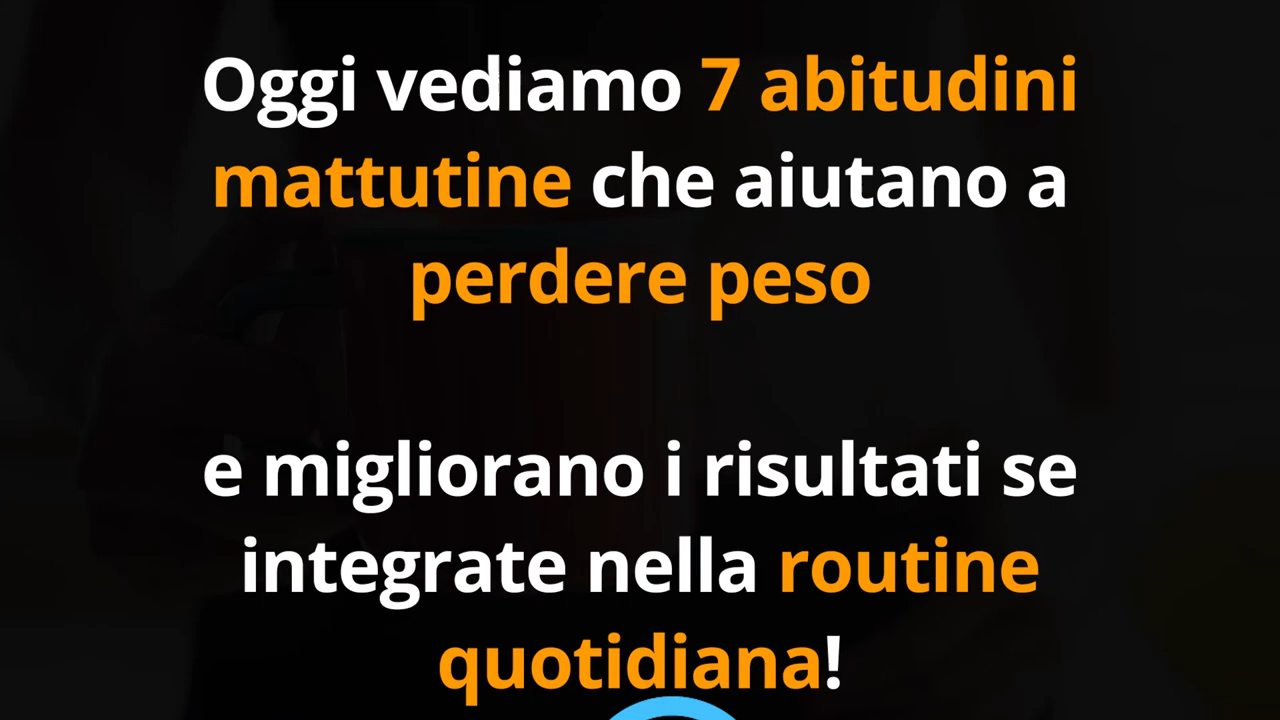 Oggi vediamo 7 abitudini
mattutine che aiutano a
perdere peso
e migliorano i risultati se
integrate nella routine
quotidiana!